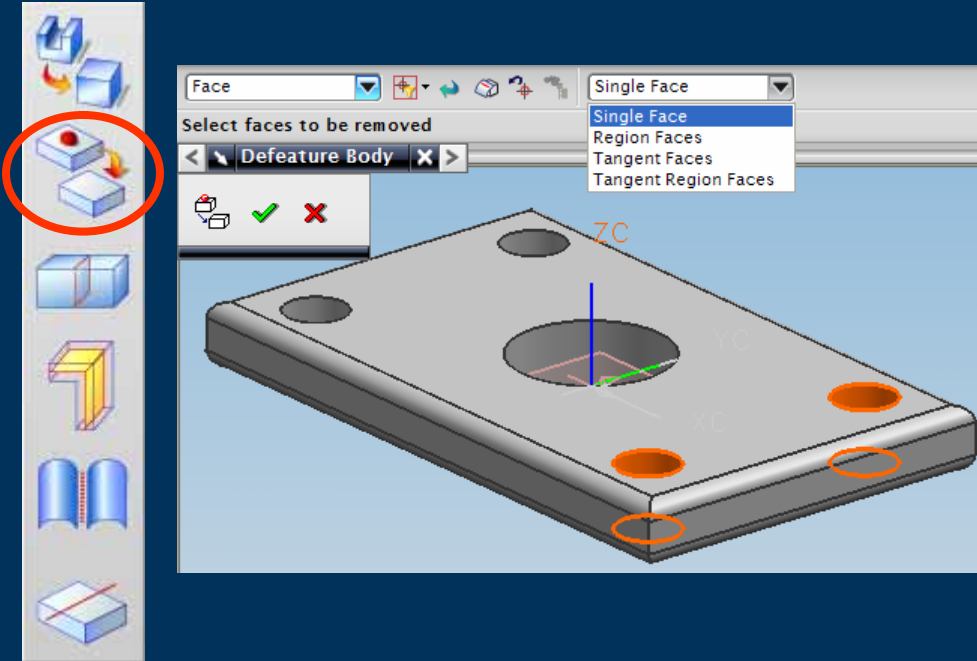 Face
Single Face
Select faces to be removed
Single Face
Region Faces
Tangent Faces
Tangent Region Faces
Defeature Body
ZC
YC
XC